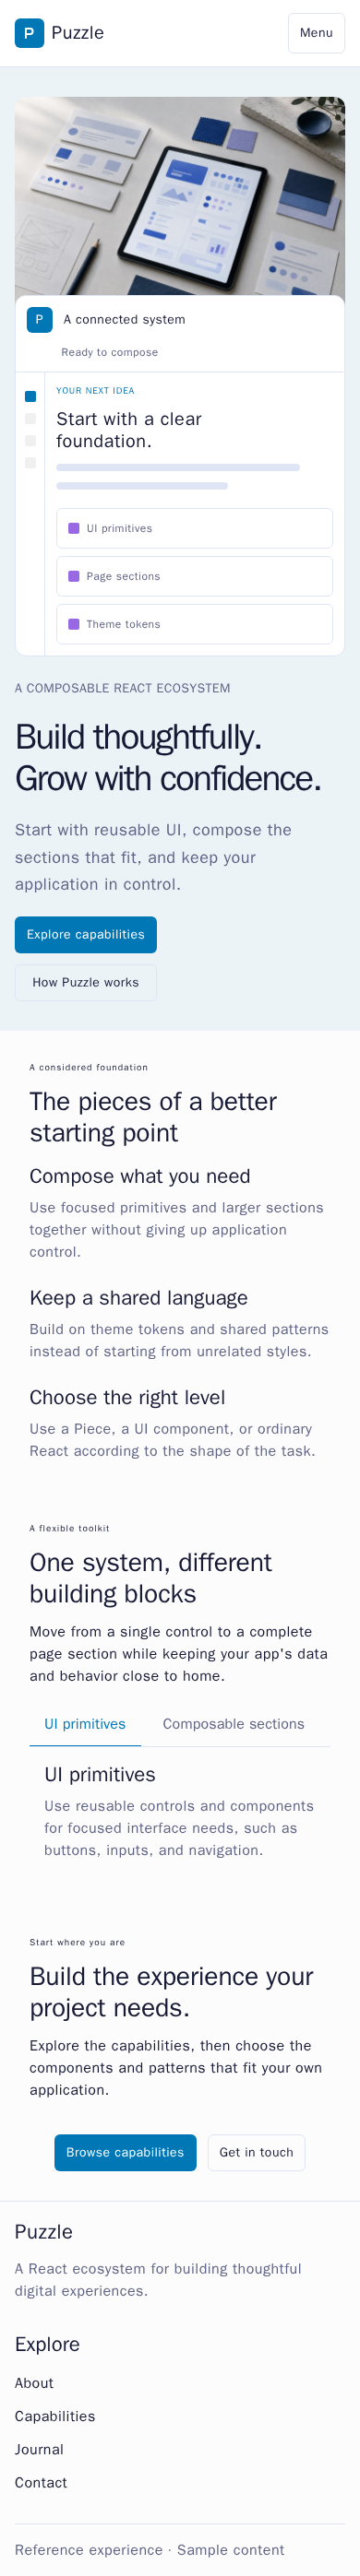 P Puzzle
Menu
P A connected system
Ready to compose
YOUR NEXT IDEA
Start with a clear
foundation.
UI primitives
Page sections
Theme tokens
A COMPOSABLE REACT ECOSYSTEM
Build thoughtfully.
Grow with confidence.
Start with reusable UI, compose the
sections that fit, and keep your
application in control.
Explore capabilities
How Puzzle works
A considered foundation
The pieces of a better
starting point
Compose what you need
Use focused primitives and larger sections
together without giving up application
control.
Keep a shared language
Build on theme tokens and shared patterns
instead of starting from unrelated styles.
Choose the right level
Use a Piece, a UI component, or ordinary
React according to the shape of the task.
A flexible toolkit
One system, different
building blocks
Move from a single control to a complete
page section while keeping your app's data
and behavior close to home.
UI primitives
Composable sections
UI primitives
Use reusable controls and components
for focused interface needs, such as
buttons, inputs, and navigation.
Start where you are
Build the experience your
project needs.
Explore the capabilities, then choose the
components and patterns that fit your own
application.
Browse capabilities
Get in touch
Puzzle
A React ecosystem for building thoughtful
digital experiences.
Explore
About
Capabilities
Journal
Contact
Reference experience · Sample content